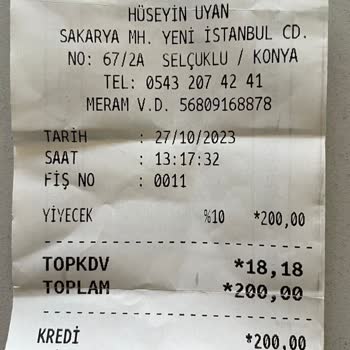 HÜSEYİN UYAN
SAKARYA MH. YENİ İSTANBUL CD.
NO: 67/2A SELÇUKLU / KONYA
TEL: 0543 207 42 41
MERAM V.D. 56809168878
TARİH : 27/10/2023
SAAT : 13:17:32
FİŞ NO : 0011
YİYECEK %10 *200,00
TOPKDV *18,18
TOPLAM *200,00
KREDİ *200,00